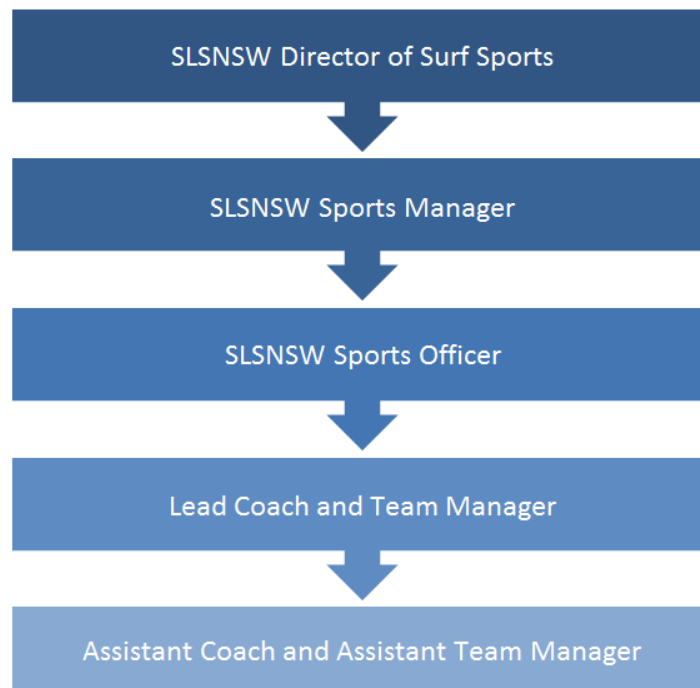 SLSNSW Director of Surf Sports
SLSNSW Sports Manager
SLSNSW Sports Officer
Lead Coach and Team Manager
Assistant Coach and Assistant Team Manager